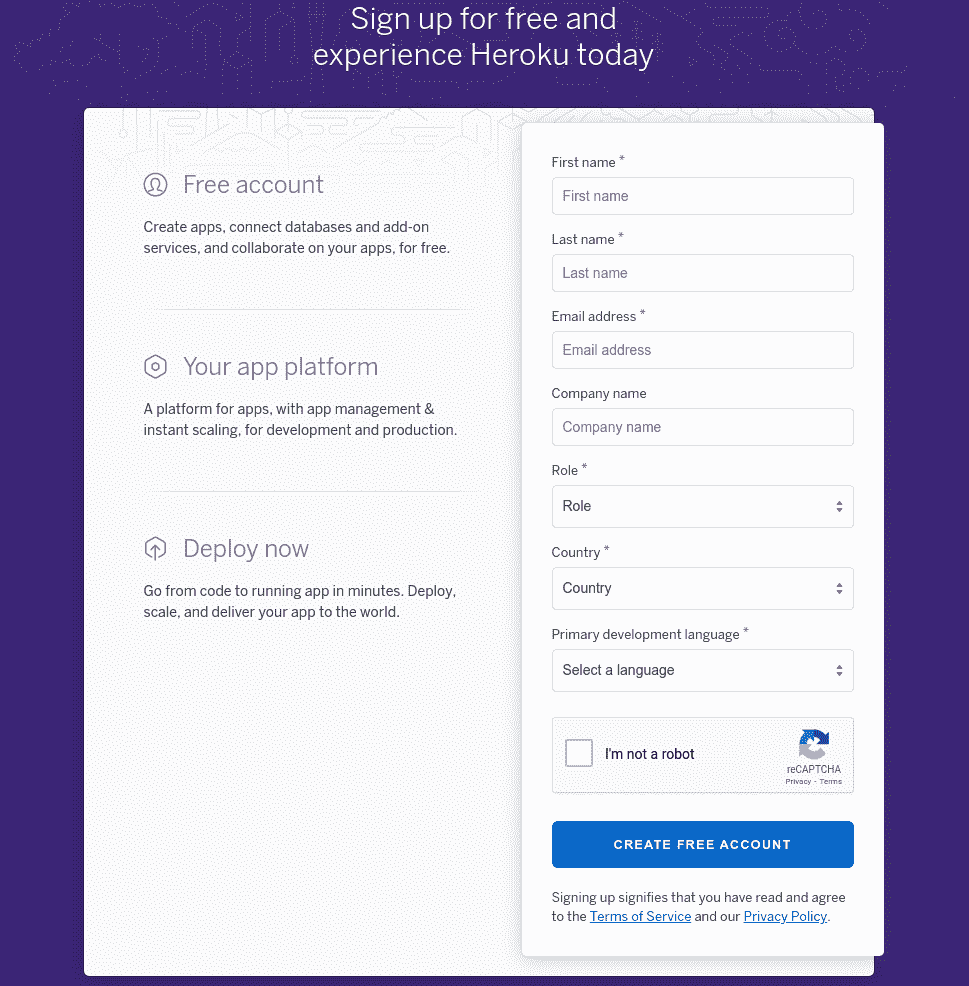 Sign up for free and
experience Heroku today
Free account
Create apps, connect databases and add-on
services, and collaborate on your apps, for free.
Your app platform
A platform for apps, with app management &
instant scaling, for development and production.
Deploy now
Go from code to running app in minutes. Deploy,
scale, and deliver your app to the world.
First name *
First name
Last name *
Last name
Email address *
Email address
Company name
Company name
Role *
Role
Country *
Country
Primary development language *
Select a language
I'm not a robot
reCAPTCHA
Privacy - Terms
CREATE FREE ACCOUNT
Signing up signifies that you have read and agree
to the Terms of Service and our Privacy Policy.